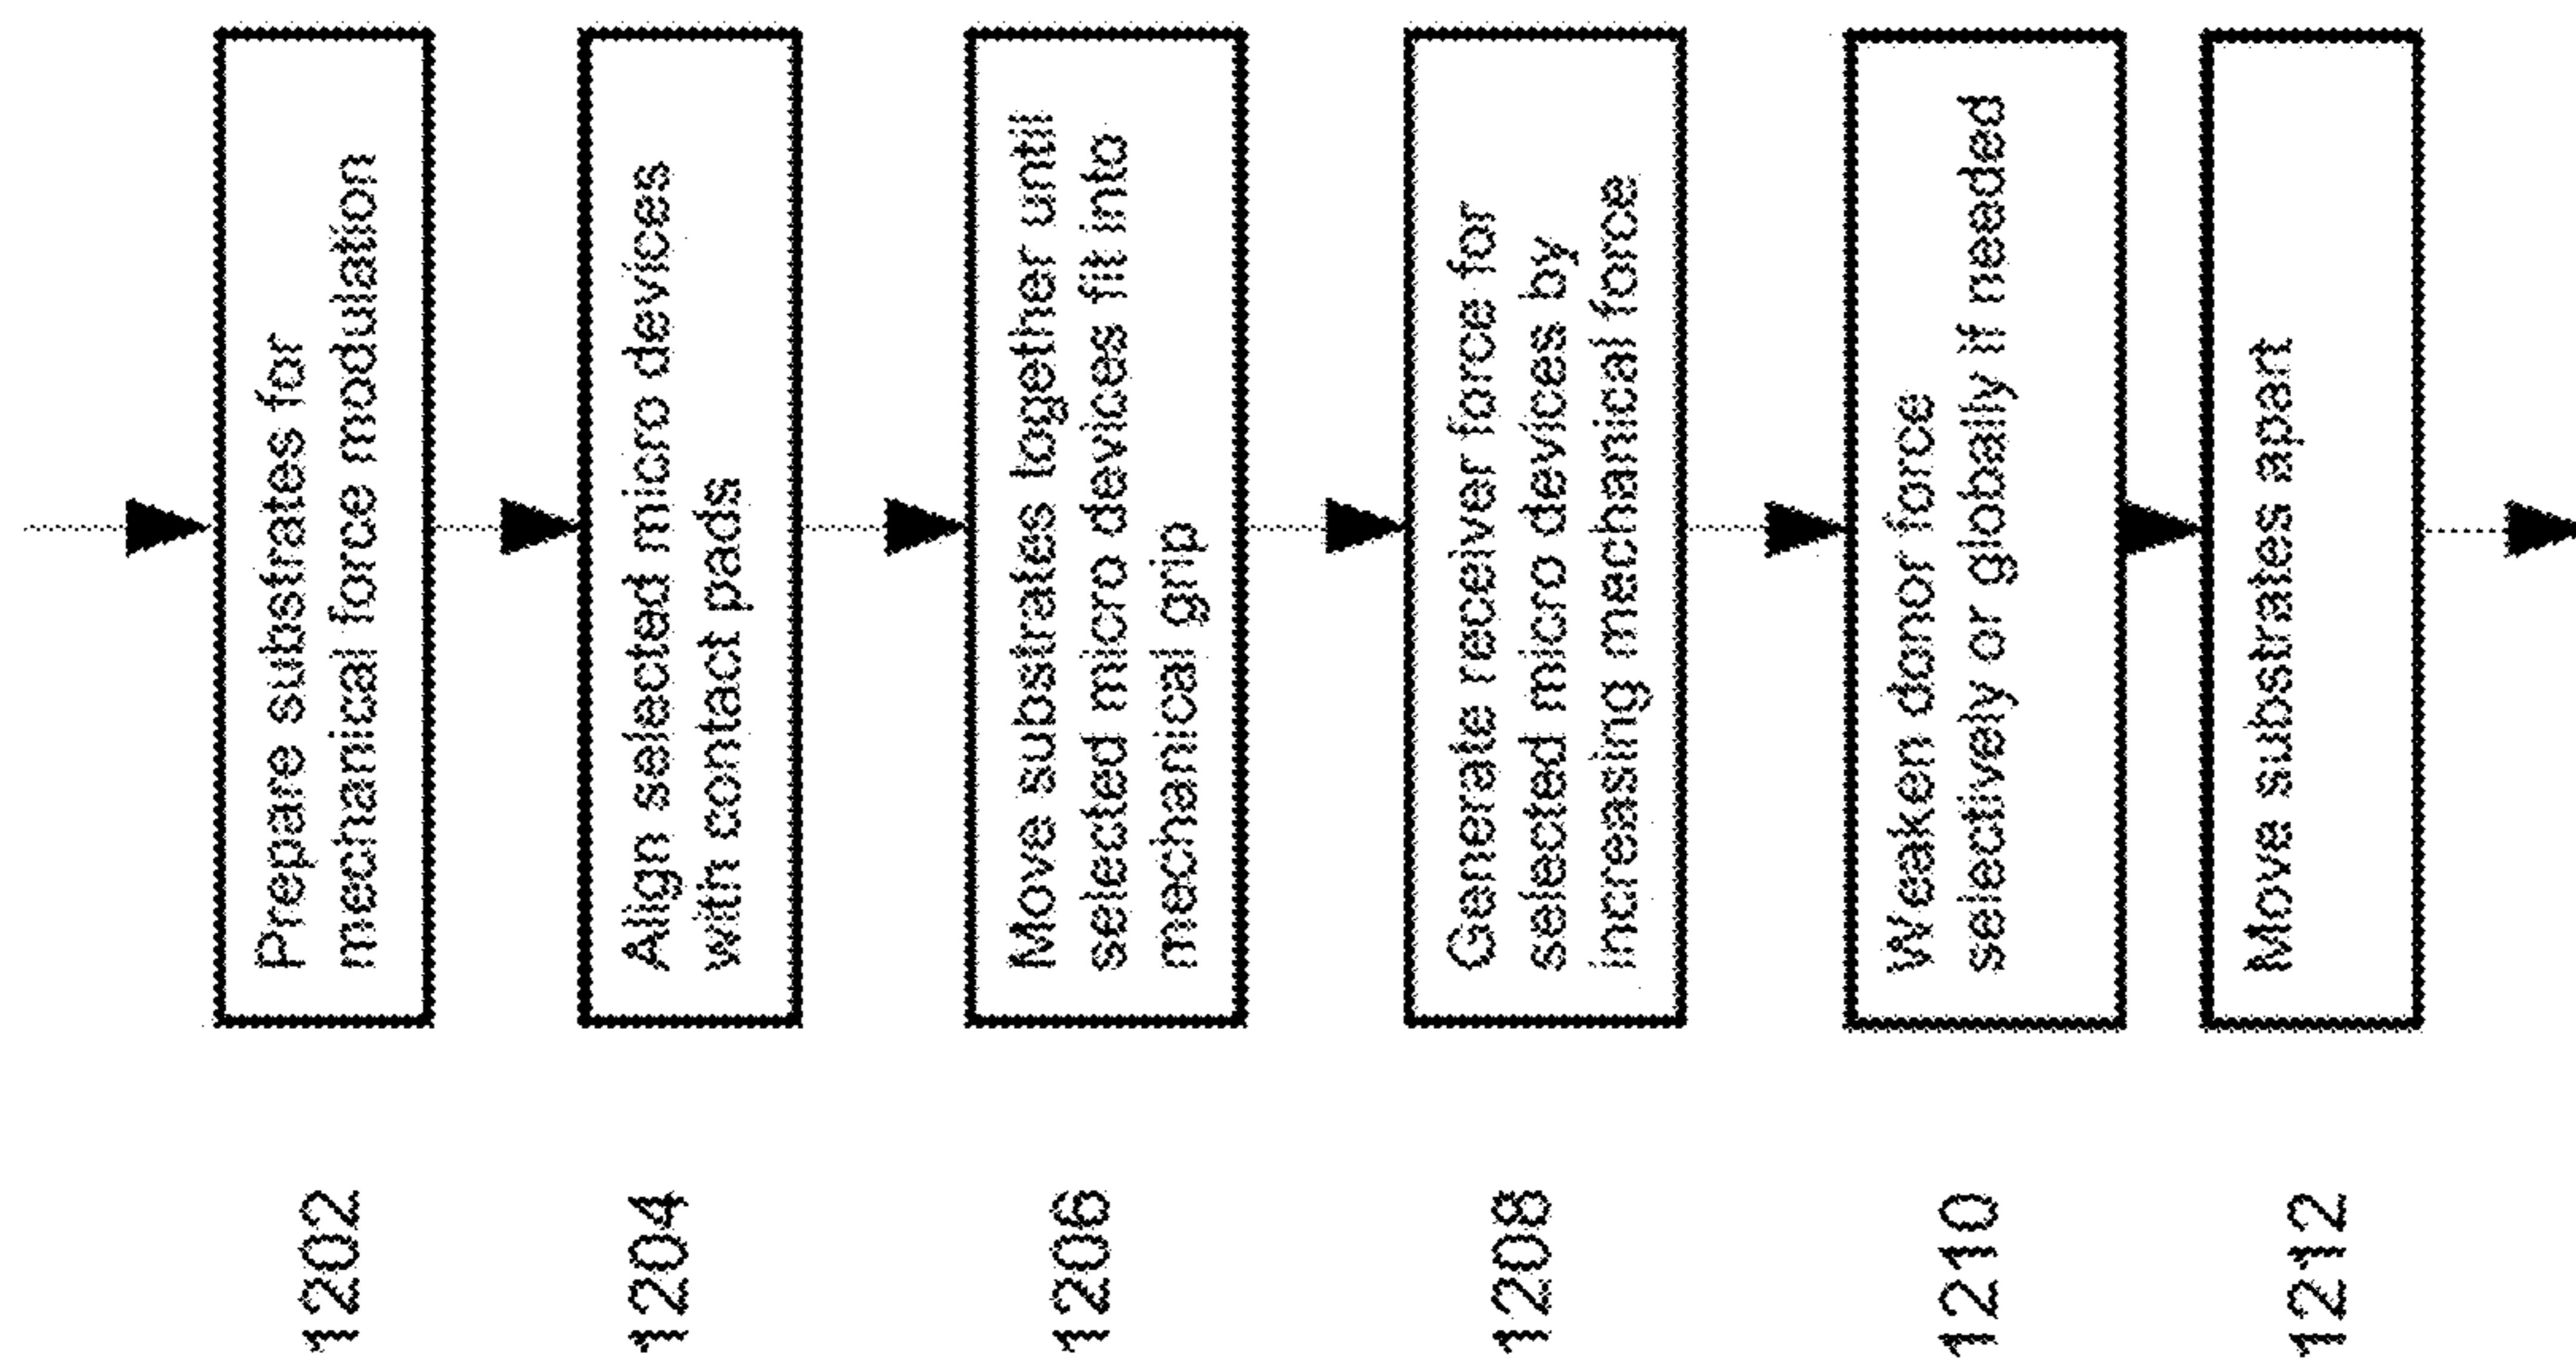 1202
Prepare substrates for
mechanical force modulation
1204
Align selected micro devices
with contact pads
1206
Move substrates together until
selected micro devices fit into
mechanical grip
1208
Generate receiver force for
selected micro devices by
increasing mechanical force
1210
Weaken donor force
selectively or globally if needed
1212
Move substrates apart